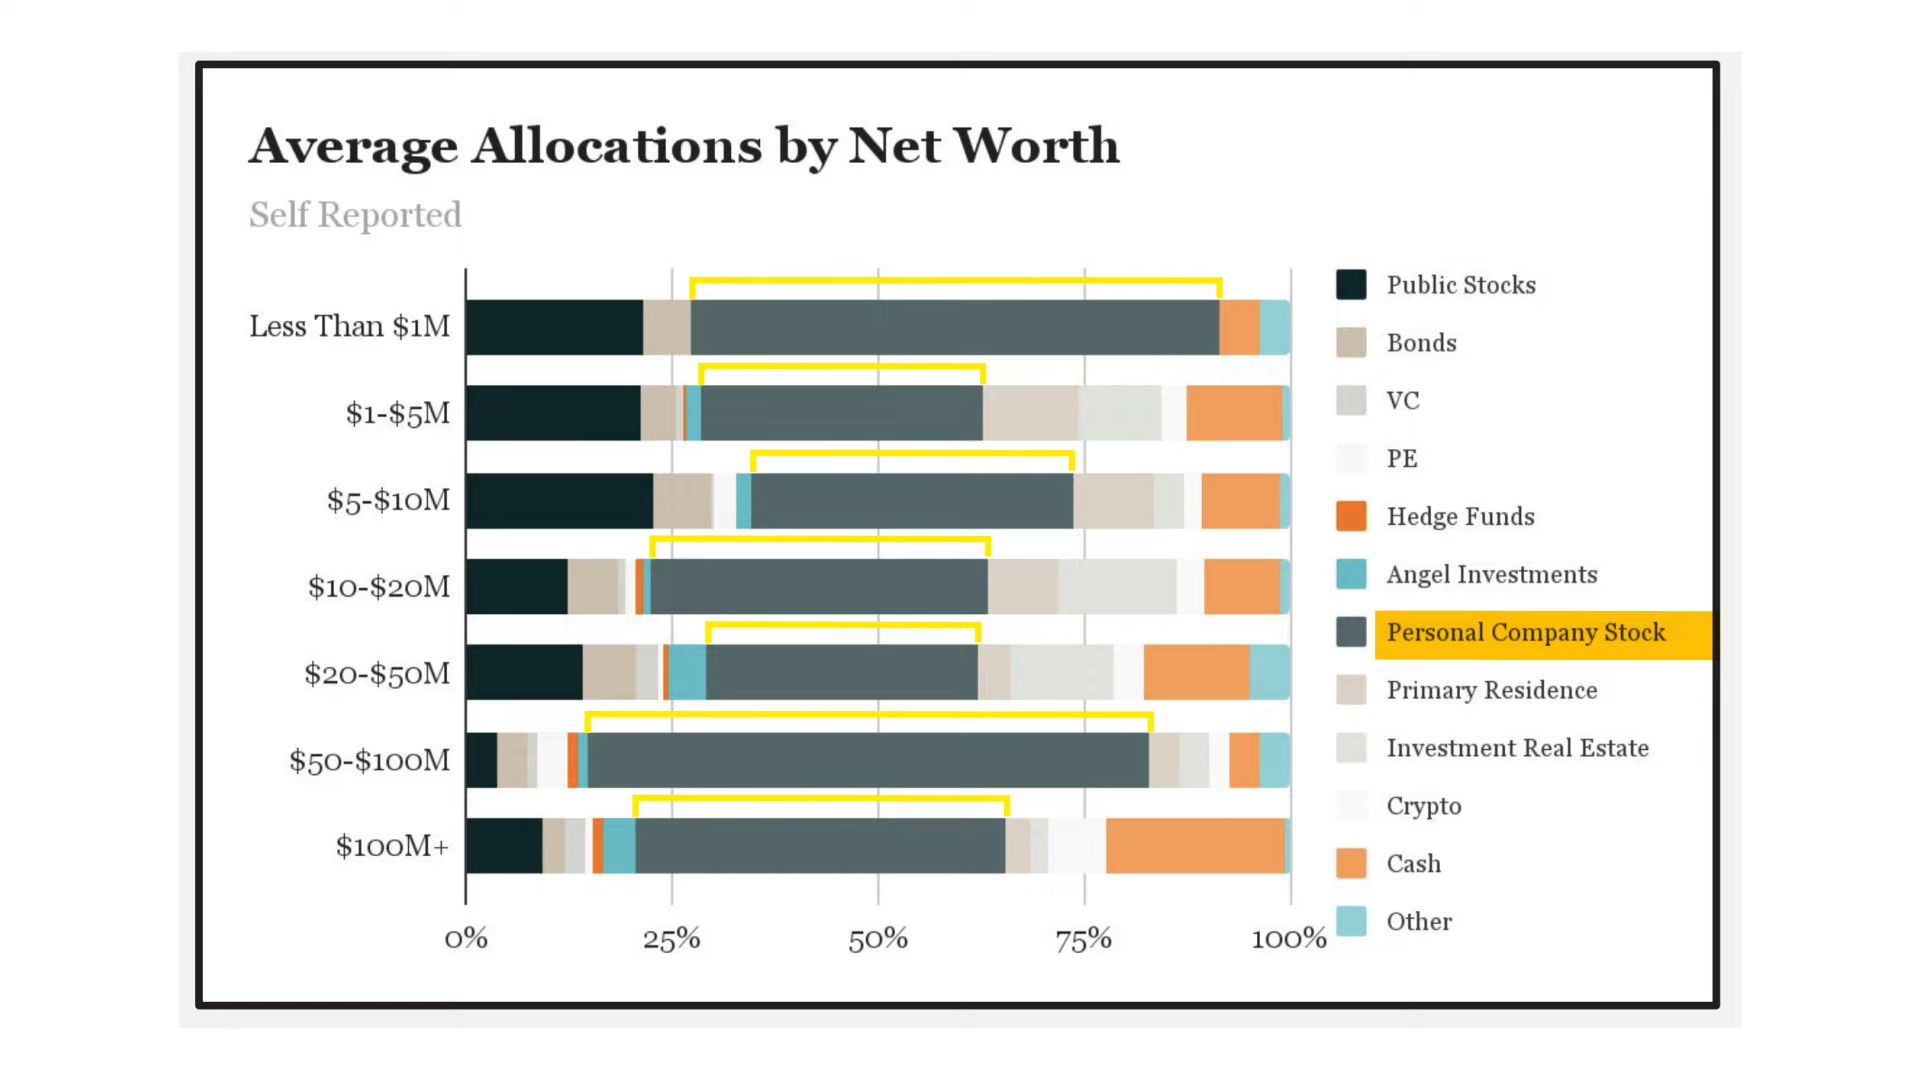 Average Allocations by Net Worth
Self Reported
Less Than $1M
$1-$5M
$5-$10M
$10-$20M
$20-$50M
$50-$100M
$100M+
0% 25% 50% 75% 100%
Public Stocks
Bonds
VC
PE
Hedge Funds
Angel Investments
Personal Company Stock
Primary Residence
Investment Real Estate
Crypto
Cash
Other